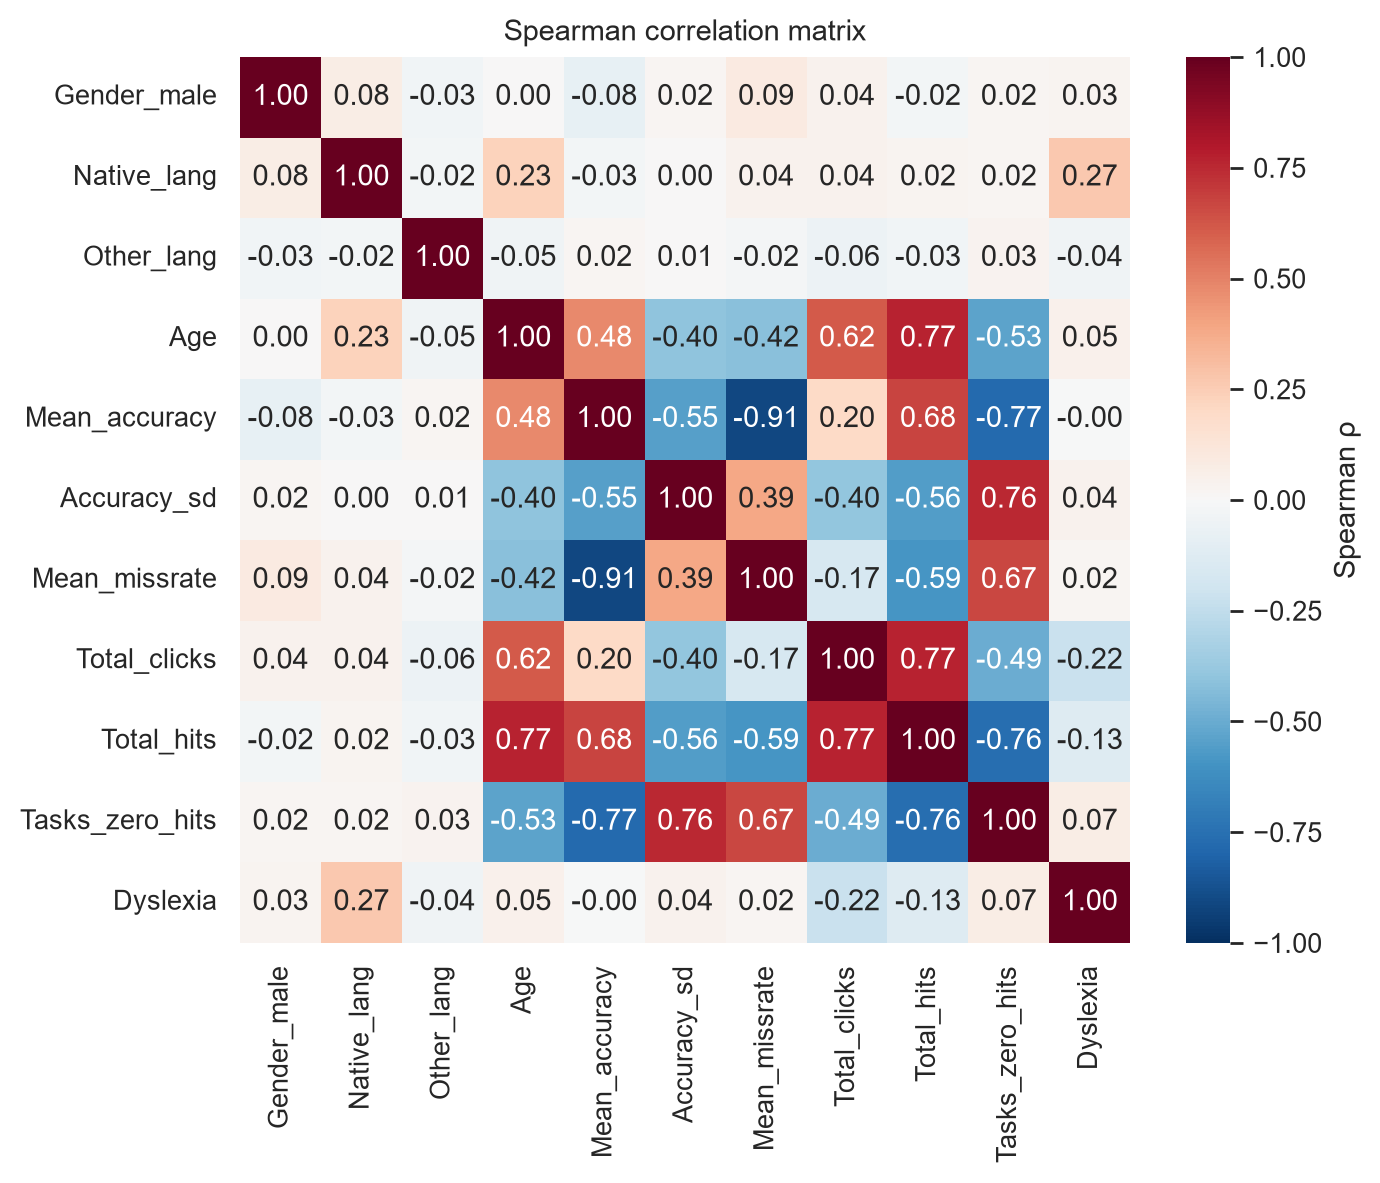 Spearman correlation matrix
Gender_male 1.00 0.08 -0.03 0.00 -0.08 0.02 0.09 0.04 -0.02 0.02 0.03
Native_lang 0.08 1.00 -0.02 0.23 -0.03 0.00 0.04 0.04 0.02 0.02 0.27
Other_lang -0.03 -0.02 1.00 -0.05 0.02 0.01 -0.02 -0.06 -0.03 0.03 -0.04
Age 0.00 0.23 -0.05 1.00 0.48 -0.40 -0.42 0.62 0.77 -0.53 0.05
Mean_accuracy -0.08 -0.03 0.02 0.48 1.00 -0.55 -0.91 0.20 0.68 -0.77 -0.00
Accuracy_sd 0.02 0.00 0.01 -0.40 -0.55 1.00 0.39 -0.40 -0.56 0.76 0.04
Mean_missrate 0.09 0.04 -0.02 -0.42 -0.91 0.39 1.00 -0.17 -0.59 0.67 0.02
Total_clicks 0.04 0.04 -0.06 0.62 0.20 -0.40 -0.17 1.00 0.77 -0.49 -0.22
Total_hits -0.02 0.02 -0.03 0.77 0.68 -0.56 -0.59 0.77 1.00 -0.76 -0.13
Tasks_zero_hits 0.02 0.02 0.03 -0.53 -0.77 0.76 0.67 -0.49 -0.76 1.00 0.07
Dyslexia 0.03 0.27 -0.04 0.05 -0.00 0.04 0.02 -0.22 -0.13 0.07 1.00
Gender_male
Native_lang
Other_lang
Age
Mean_accuracy
Accuracy_sd
Mean_missrate
Total_clicks
Total_hits
Tasks_zero_hits
Dyslexia
1.00
0.75
0.50
0.25
0.00
−0.25
−0.50
−0.75
−1.00
Spearman ρ